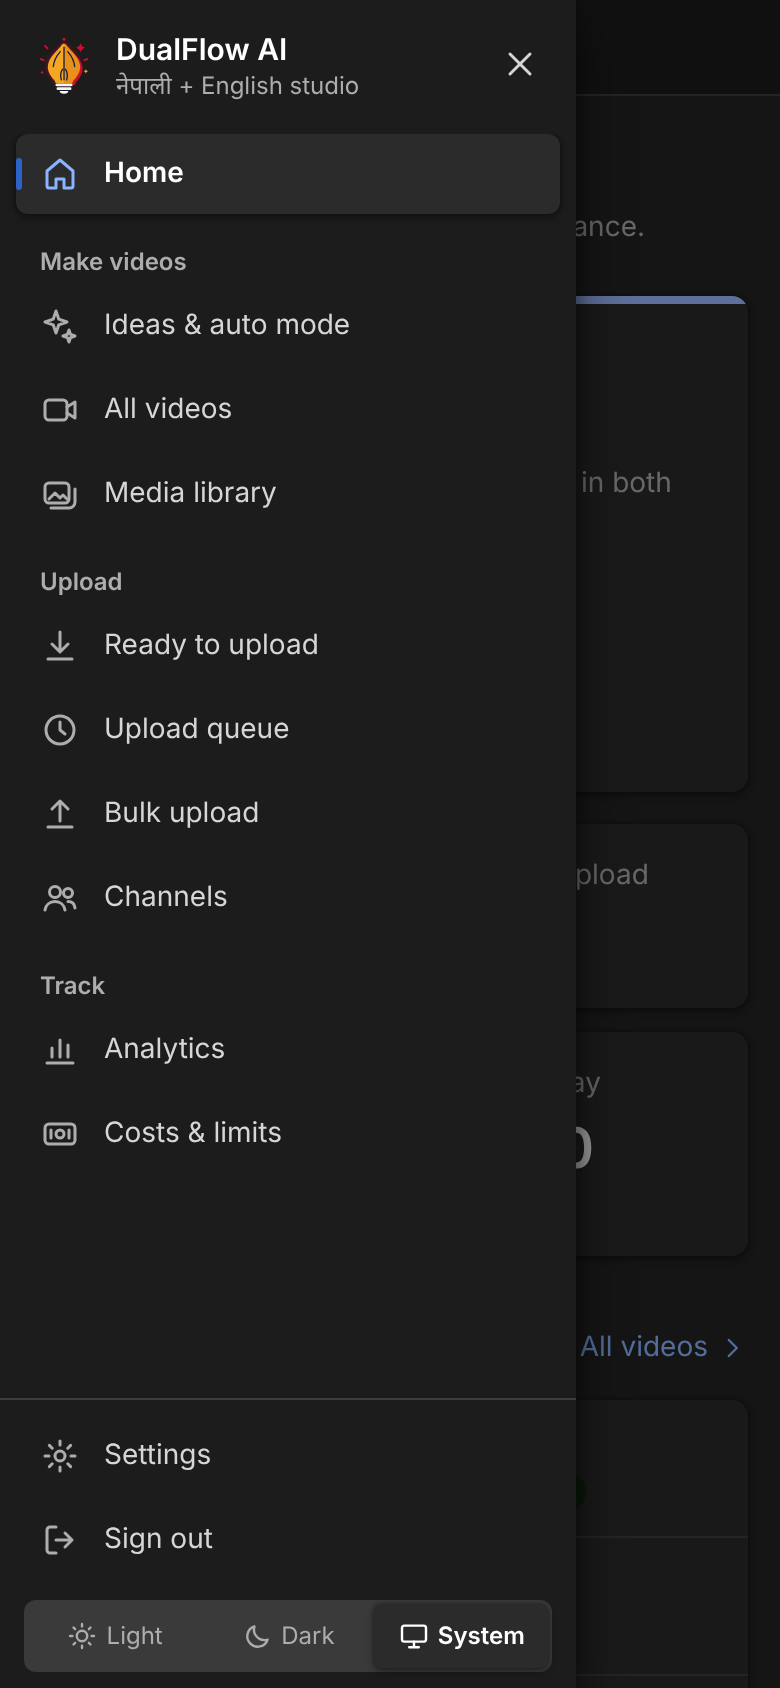 DualFlow AI
नेपाली + English studio
Home
ance.
Make videos
Ideas & auto mode
All videos
in both
Media library
Upload
Ready to upload
Upload queue
Bulk upload
pload
Channels
Track
Analytics
ay
Costs & limits
0
All videos
Settings
Sign out
Light
Dark
System